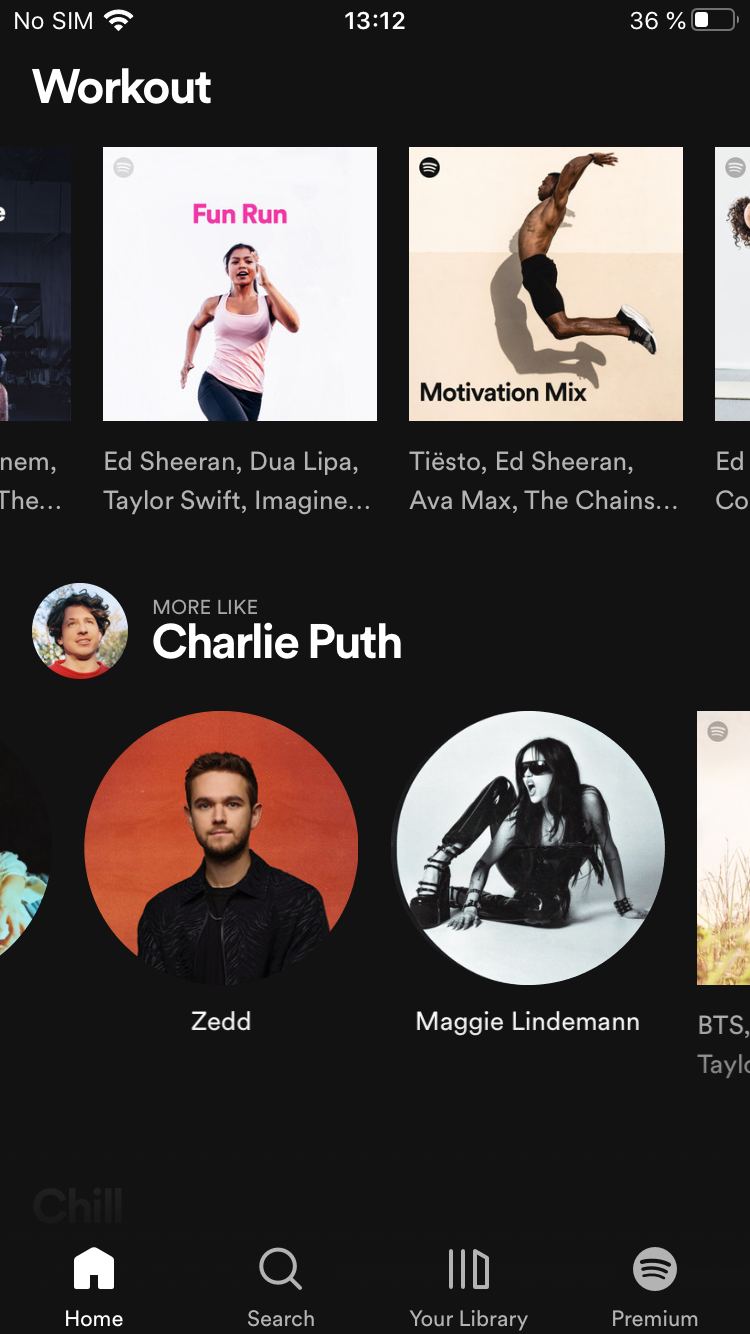 No SIM 13:12 36 %
Workout
e
Fun Run
Motivation Mix
nem,
The...
Ed Sheeran, Dua Lipa,
Taylor Swift, Imagine...
Tiësto, Ed Sheeran,
Ava Max, The Chains...
Ed
Co
MORE LIKE
Charlie Puth
Zedd
Maggie Lindemann
BTS,
Taylo
Chill
Home
Search
Your Library
Premium